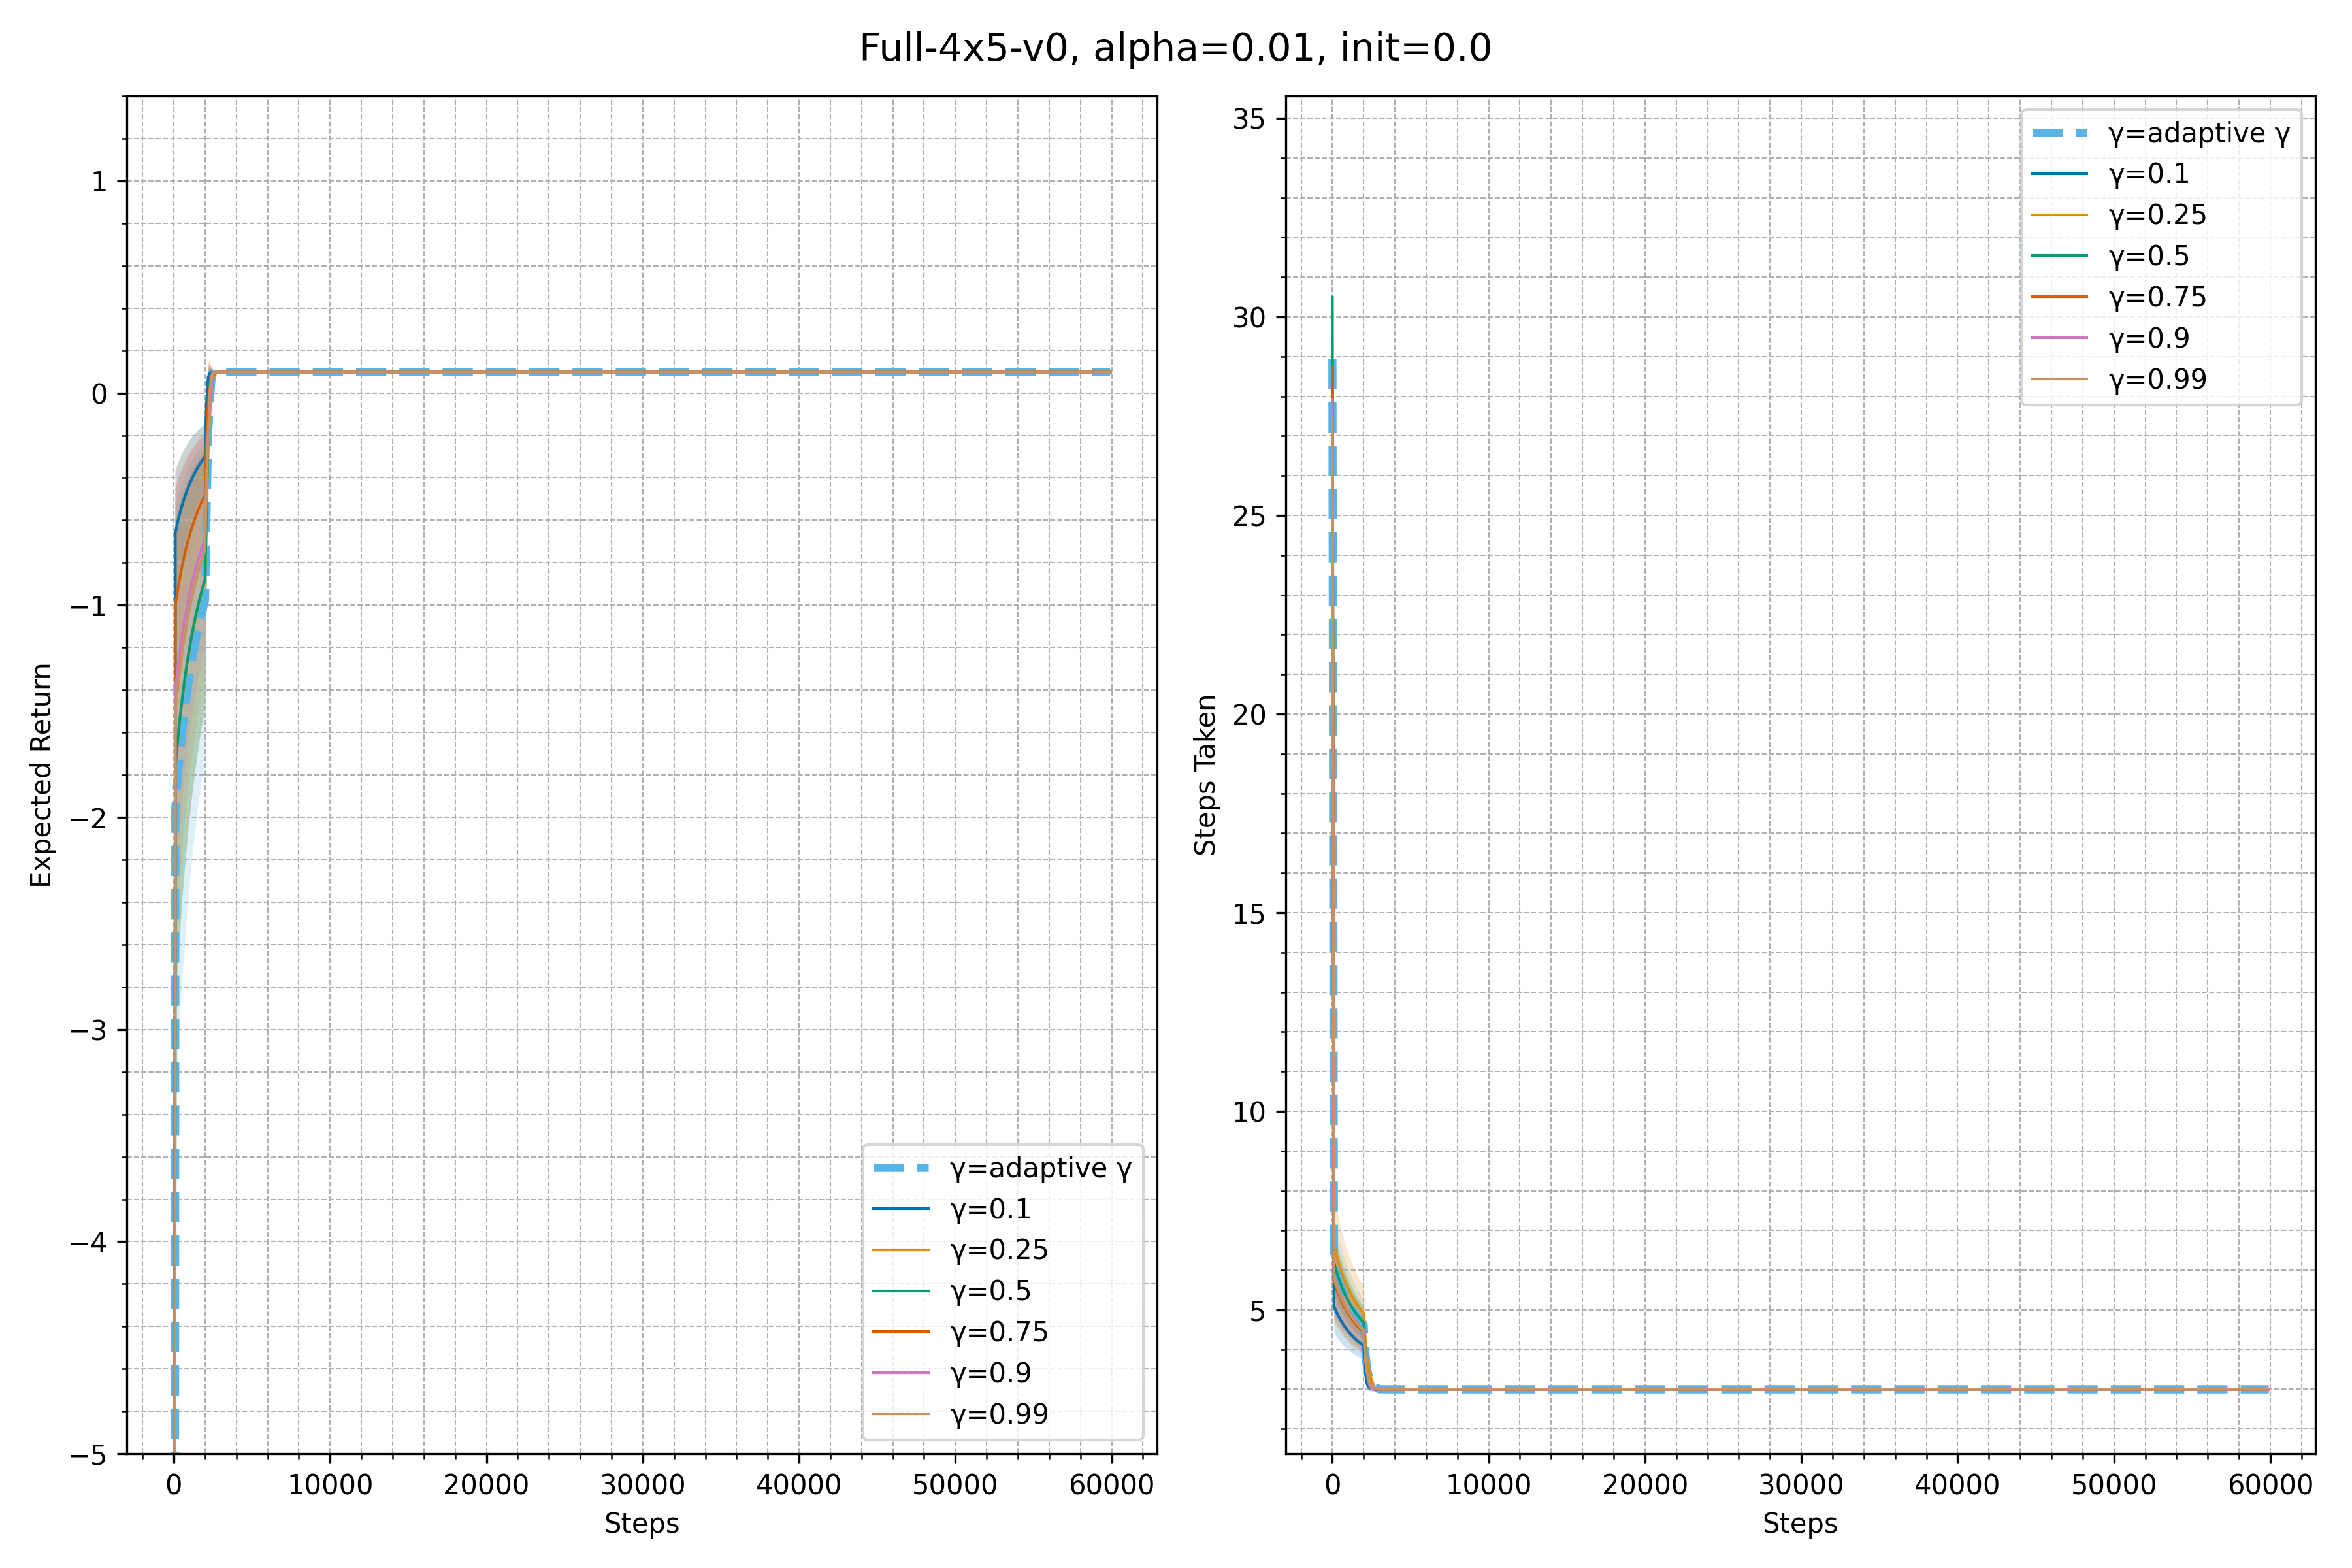 Full-4x5-v0, alpha=0.01, init=0.0
Expected Return
1
0
−1
−2
−3
−4
−5
0
10000
20000
30000
40000
50000
60000
Steps
γ=adaptive γ
γ=0.1
γ=0.25
γ=0.5
γ=0.75
γ=0.9
γ=0.99
Steps Taken
35
30
25
20
15
10
5
0
10000
20000
30000
40000
50000
60000
Steps
γ=adaptive γ
γ=0.1
γ=0.25
γ=0.5
γ=0.75
γ=0.9
γ=0.99